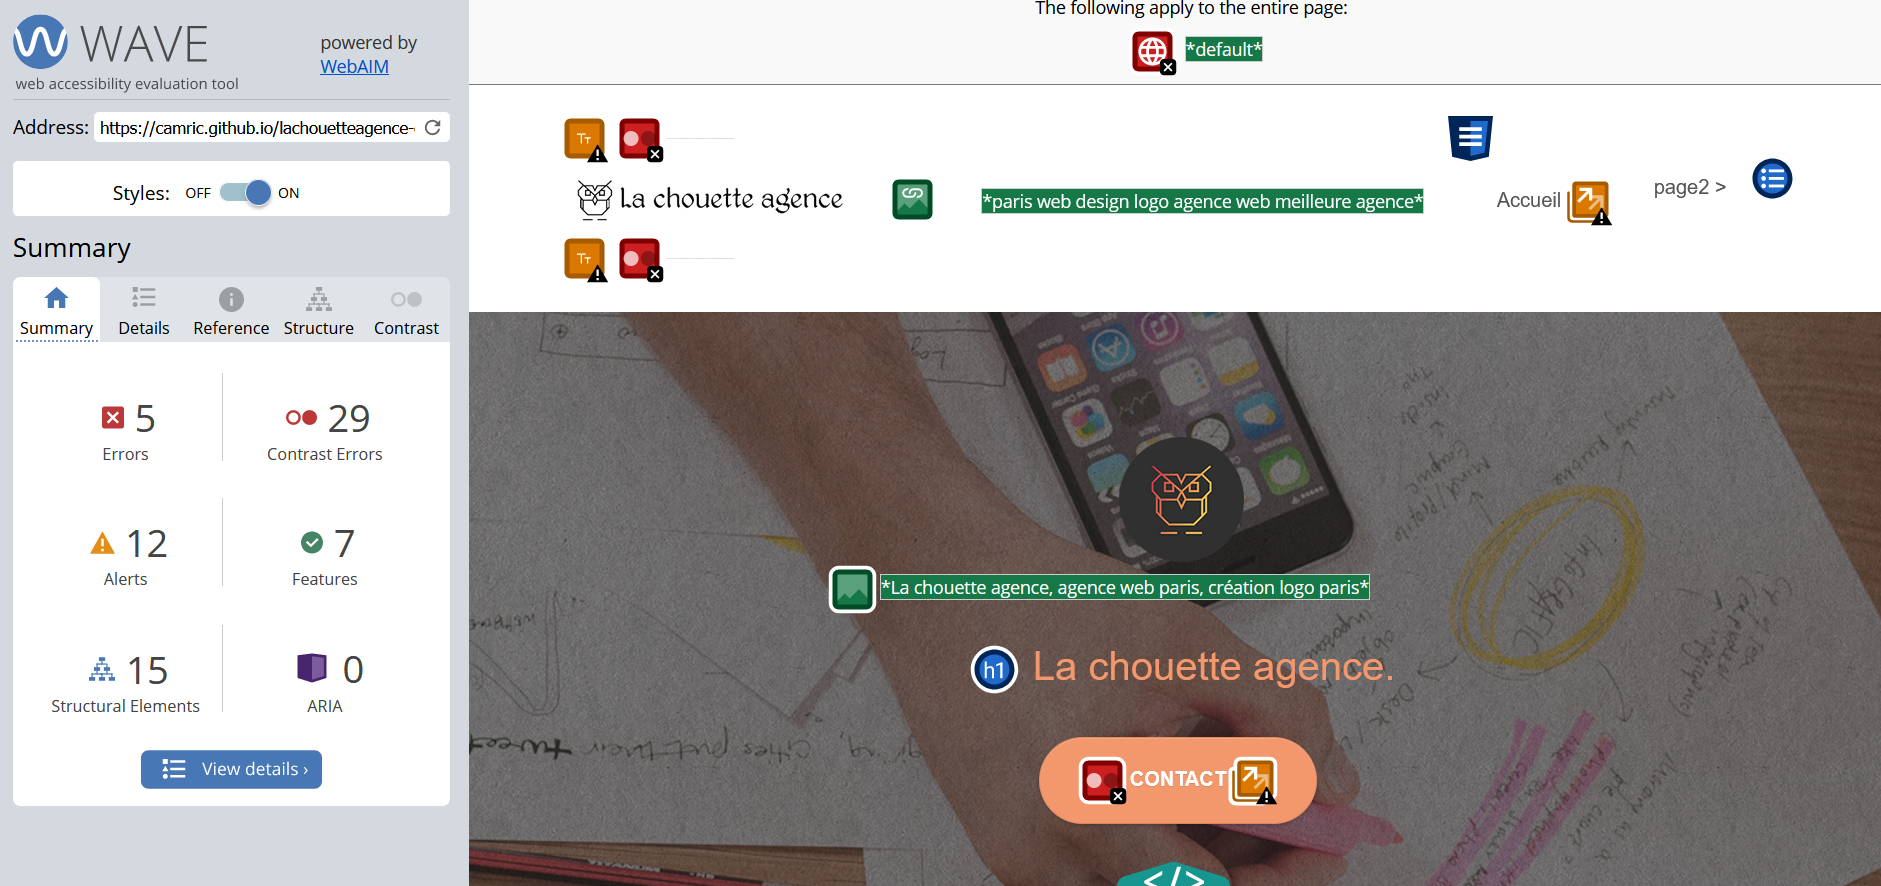 WAVE
powered by
WebAIM
web accessibility evaluation tool
Address: https://camric.github.io/lachouetteagence-
Styles: OFF ON
Summary
Summary
Details
Reference
Structure
Contrast
5
Errors
29
Contrast Errors
12
Alerts
7
Features
15
Structural Elements
0
ARIA
View details ›
The following apply to the entire page:
*default*
La chouette agence
*paris web design logo agence web meilleure agence*
Accueil
page2 >
*La chouette agence, agence web paris, création logo paris*
h1 La chouette agence.
CONTACT
</>